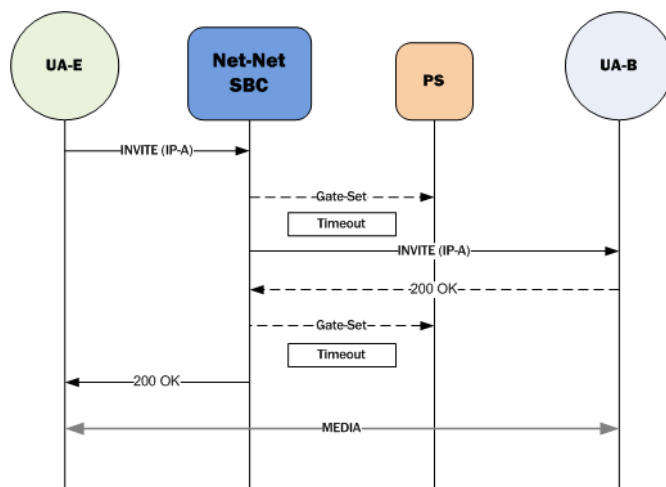 UA-E
Net-Net
SBC
PS
UA-B
INVITE (IP-A)
Gate-Set
Timeout
INVITE (IP-A)
200 OK
Gate-Set
Timeout
200 OK
MEDIA